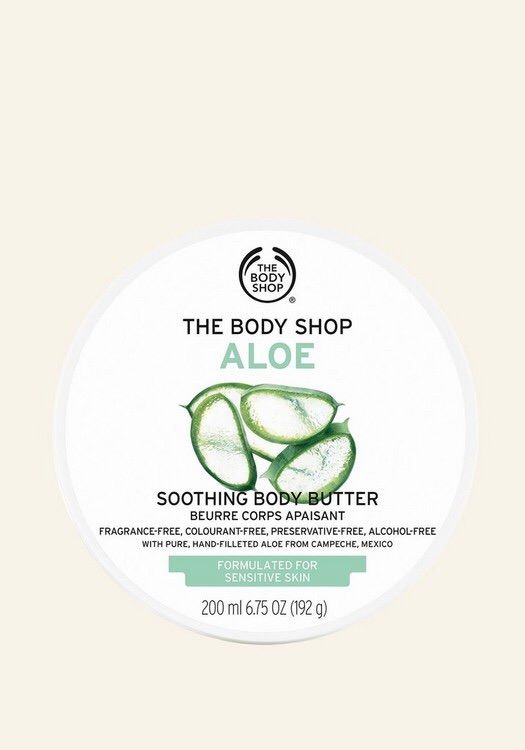 THE
BODY
SHOP
®
THE BODY SHOP
ALOE
SOOTHING BODY BUTTER
BEURRE CORPS APAISANT
FRAGRANCE-FREE, COLOURANT-FREE, PRESERVATIVE-FREE, ALCOHOL-FREE
WITH PURE, HAND-FILLETED ALOE FROM CAMPECHE, MEXICO
FORMULATED FOR
SENSITIVE SKIN
200 ml 6.75 OZ (192 g)